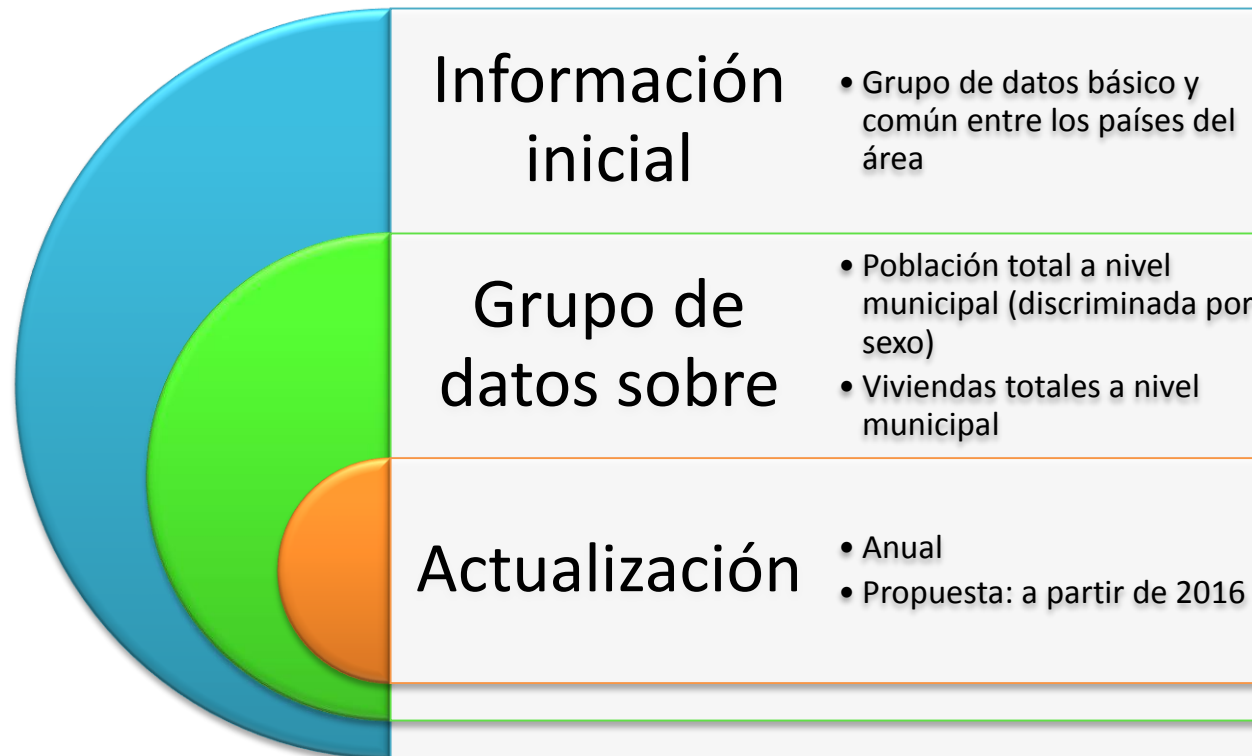 Información
inicial
• Grupo de datos básico y
común entre los países del
área
Grupo de
datos sobre
• Población total a nivel
municipal (discriminada por
sexo)
• Viviendas totales a nivel
municipal
Actualización
• Anual
• Propuesta: a partir de 2016